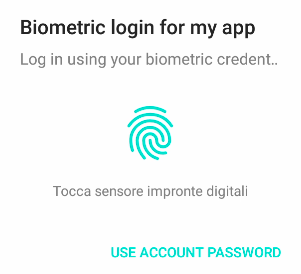 Biometric login for my app
Log in using your biometric credent..
Tocca sensore impronte digitali
USE ACCOUNT PASSWORD